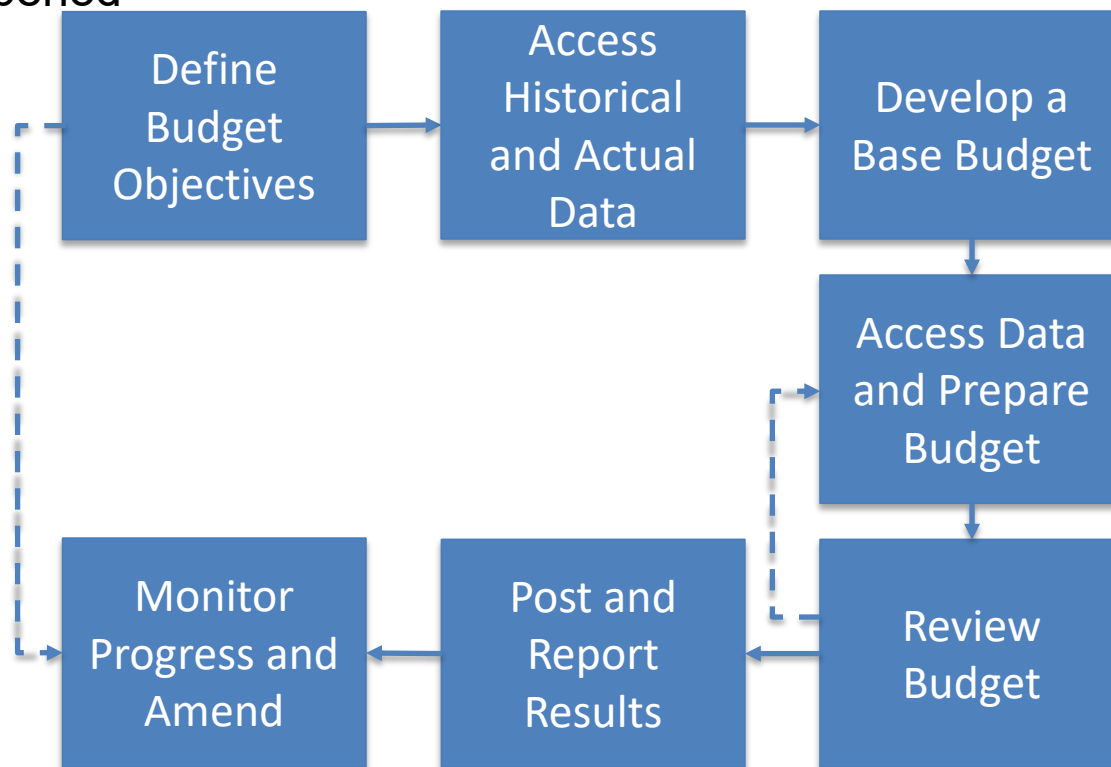 period
Define
Budget
Objectives
Access
Historical
and Actual
Data
Develop a
Base Budget
Access Data
and Prepare
Budget
Review
Budget
Post and
Report
Results
Monitor
Progress and
Amend